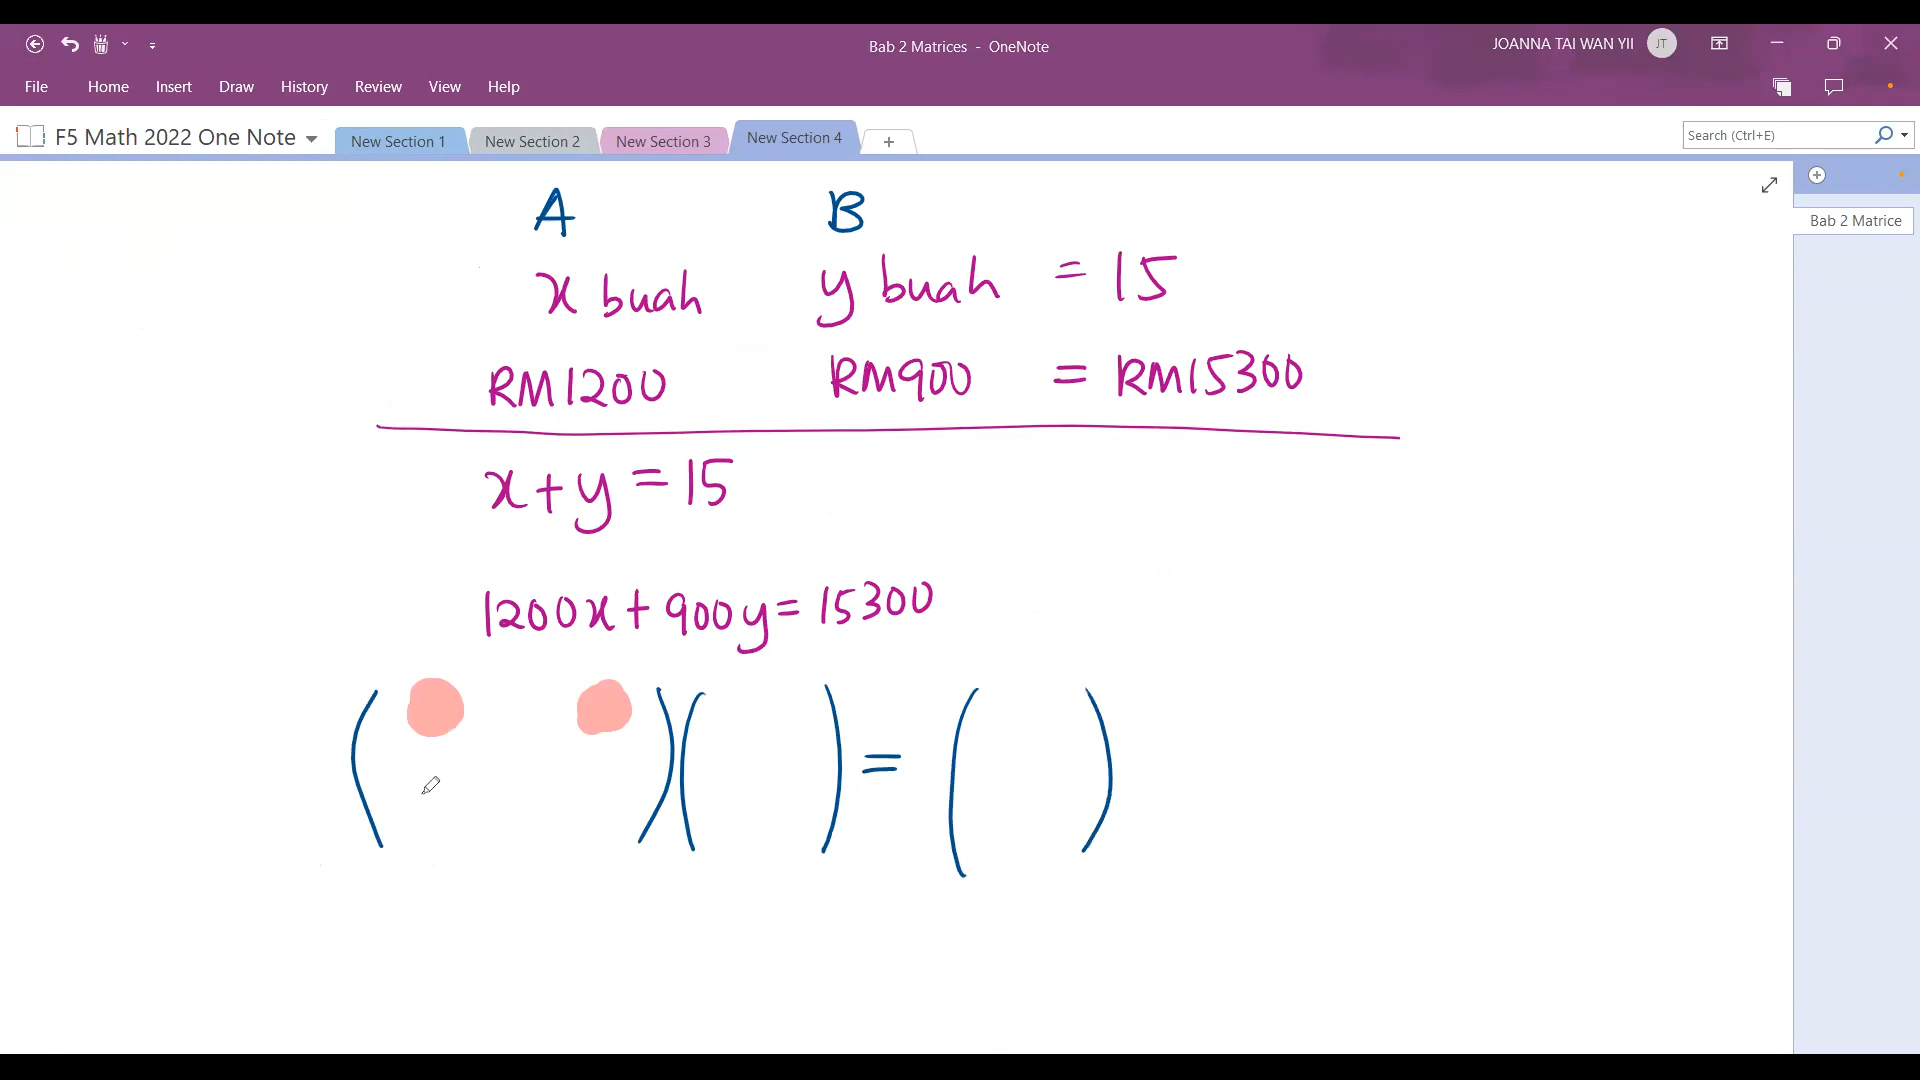 Bab 2 Matrices - OneNote
JOANNA TAI WAN YII JT
File Home Insert Draw History Review View Help
F5 Math 2022 One Note New Section 1 New Section 2 New Section 3 New Section 4 Search (Ctrl+E)
Bab 2 Matrice
A B
x buah y buah = 15
RM1200 RM900 = RM15300
x+y=15
1200x+900y=15300
( )( ) = ( )